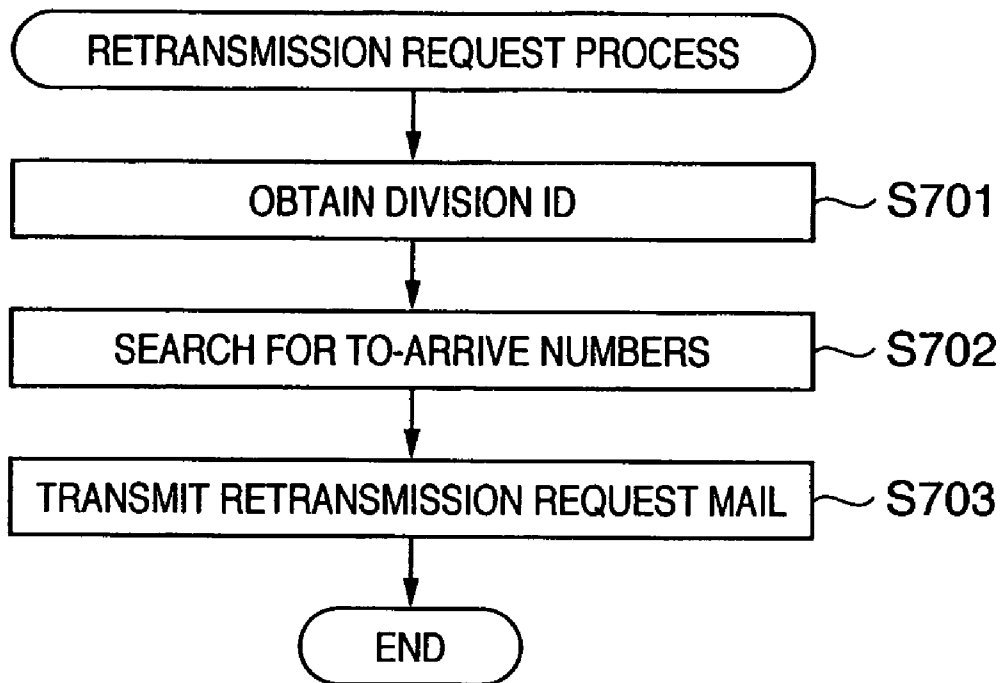 RETRANSMISSION REQUEST PROCESS
OBTAIN DIVISION ID
S701
SEARCH FOR TO-ARRIVE NUMBERS
S702
TRANSMIT RETRANSMISSION REQUEST MAIL
S703
END